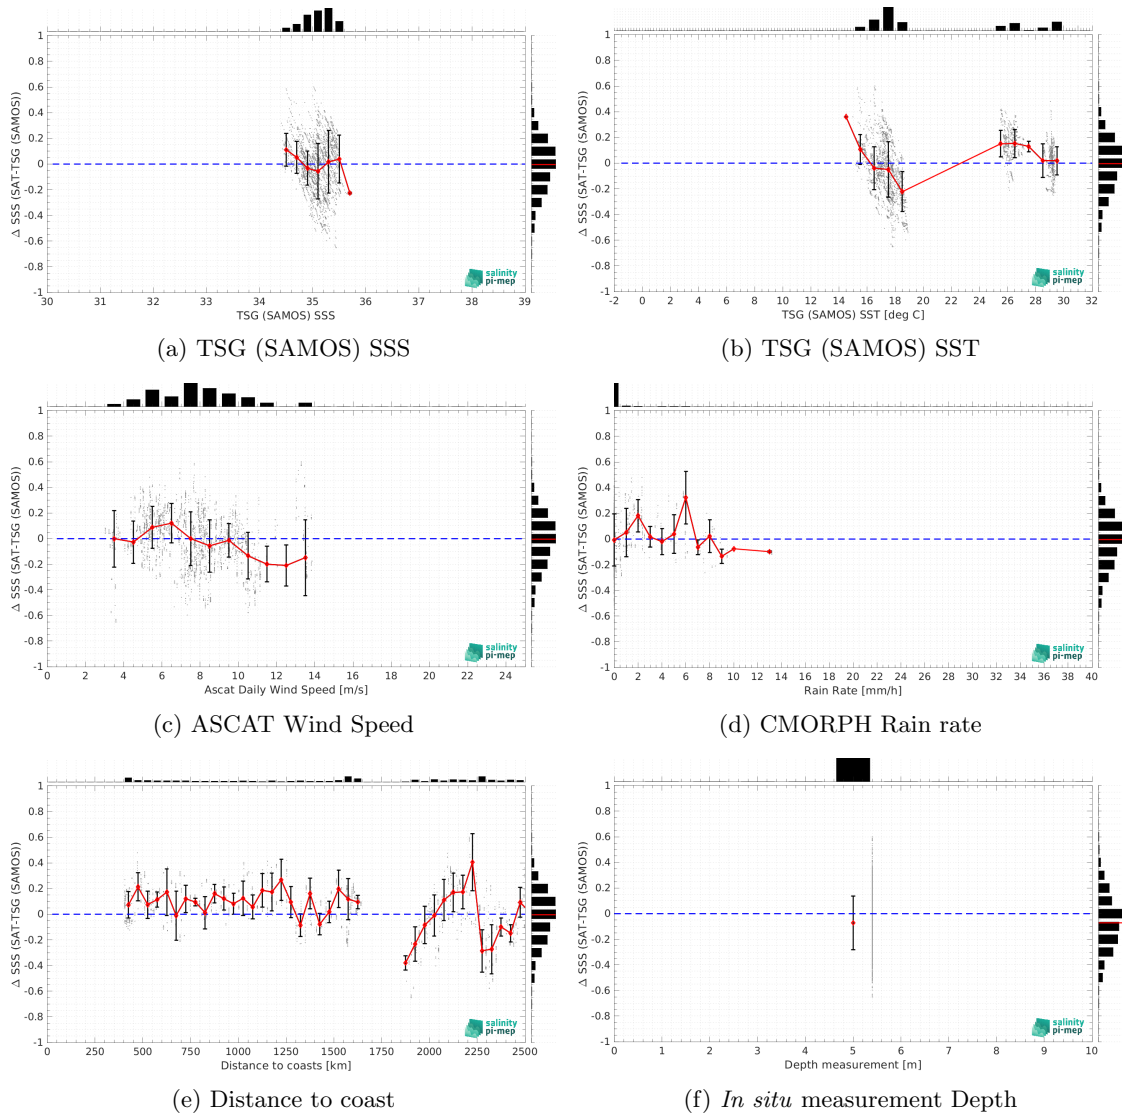 1
0.8
0.6
0.4
0.2
0
-0.2
-0.4
-0.6
-0.8
-1
Δ SSS (SAT-TSG (SAMOS))
salinity
pi-mep
30 31 32 33 34 35 36 37 38 39
TSG (SAMOS) SSS
(a) TSG (SAMOS) SSS
1
0.8
0.6
0.4
0.2
0
-0.2
-0.4
-0.6
-0.8
-1
Δ SSS (SAT-TSG (SAMOS))
salinity
pi-mep
-2 0 2 4 6 8 10 12 14 16 18 20 22 24 26 28 30 32
TSG (SAMOS) SST [deg C]
(b) TSG (SAMOS) SST
1
0.8
0.6
0.4
0.2
0
-0.2
-0.4
-0.6
-0.8
-1
Δ SSS (SAT-TSG (SAMOS))
salinity
pi-mep
0 2 4 6 8 10 12 14 16 18 20 22 24
Ascat Daily Wind Speed [m/s]
(c) ASCAT Wind Speed
1
0.8
0.6
0.4
0.2
0
-0.2
-0.4
-0.6
-0.8
-1
Δ SSS (SAT-TSG (SAMOS))
salinity
pi-mep
0 2 4 6 8 10 12 14 16 18 20 22 24 26 28 30 32 34 36 38 40
Rain Rate [mm/h]
(d) CMORPH Rain rate
1
0.8
0.6
0.4
0.2
0
-0.2
-0.4
-0.6
-0.8
-1
Δ SSS (SAT-TSG (SAMOS))
salinity
pi-mep
0 250 500 750 1000 1250 1500 1750 2000 2250 2500
Distance to coasts [km]
(e) Distance to coast
1
0.8
0.6
0.4
0.2
0
-0.2
-0.4
-0.6
-0.8
-1
Δ SSS (SAT-TSG (SAMOS))
salinity
pi-mep
0 1 2 3 4 5 6 7 8 9 10
Depth measurement [m]
(f) In situ measurement Depth